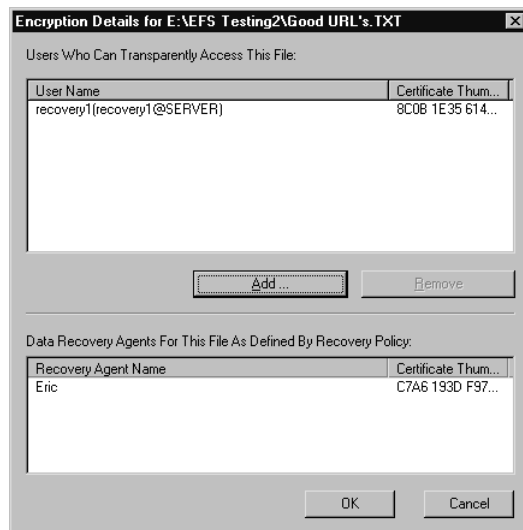 Encryption Details for E:\EFS Testing2\Good URL's.TXT
Users Who Can Transparently Access This File:
User Name Certificate Thum...
recovery1(recovery1@SERVER) 8C0B 1E35 614...
Add ... Remove
Data Recovery Agents For This File As Defined By Recovery Policy:
Recovery Agent Name Certificate Thum...
Eric C7A6 193D F97...
OK Cancel